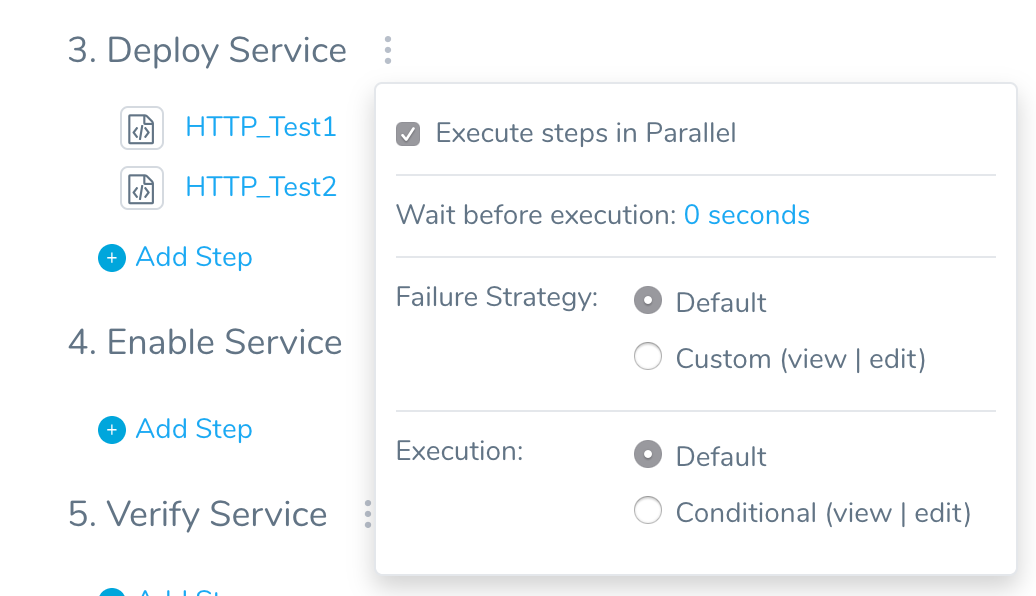 3. Deploy Service
HTTP_Test1
HTTP_Test2
Add Step
Execute steps in Parallel
Wait before execution: 0 seconds
Failure Strategy:
Default
Custom (view | edit)
Execution:
Default
Conditional (view | edit)
4. Enable Service
Add Step
5. Verify Service